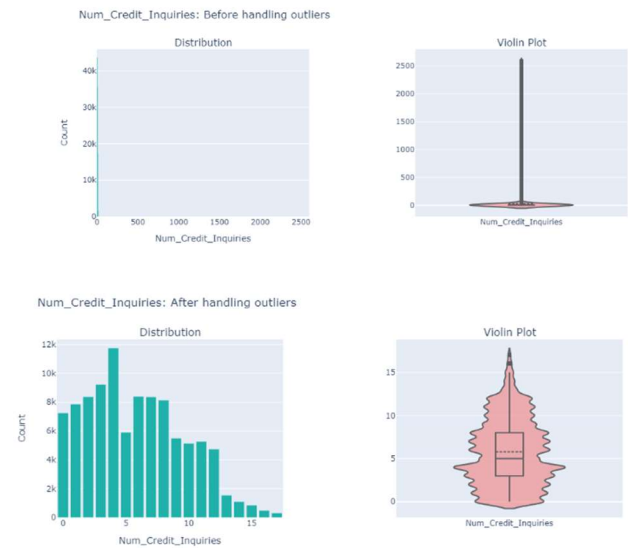 Num_Credit_Inquiries: Before handling outliers
Distribution
Count
40k
30k
20k
10k
0
0 500 1000 1500 2000 2500
Num_Credit_Inquiries
Violin Plot
2500
2000
1500
1000
500
0
Num_Credit_Inquiries
Num_Credit_Inquiries: After handling outliers
Distribution
Count
12k
10k
8k
6k
4k
2k
0
0 5 10 15
Num_Credit_Inquiries
Violin Plot
15
10
5
0
Num_Credit_Inquiries